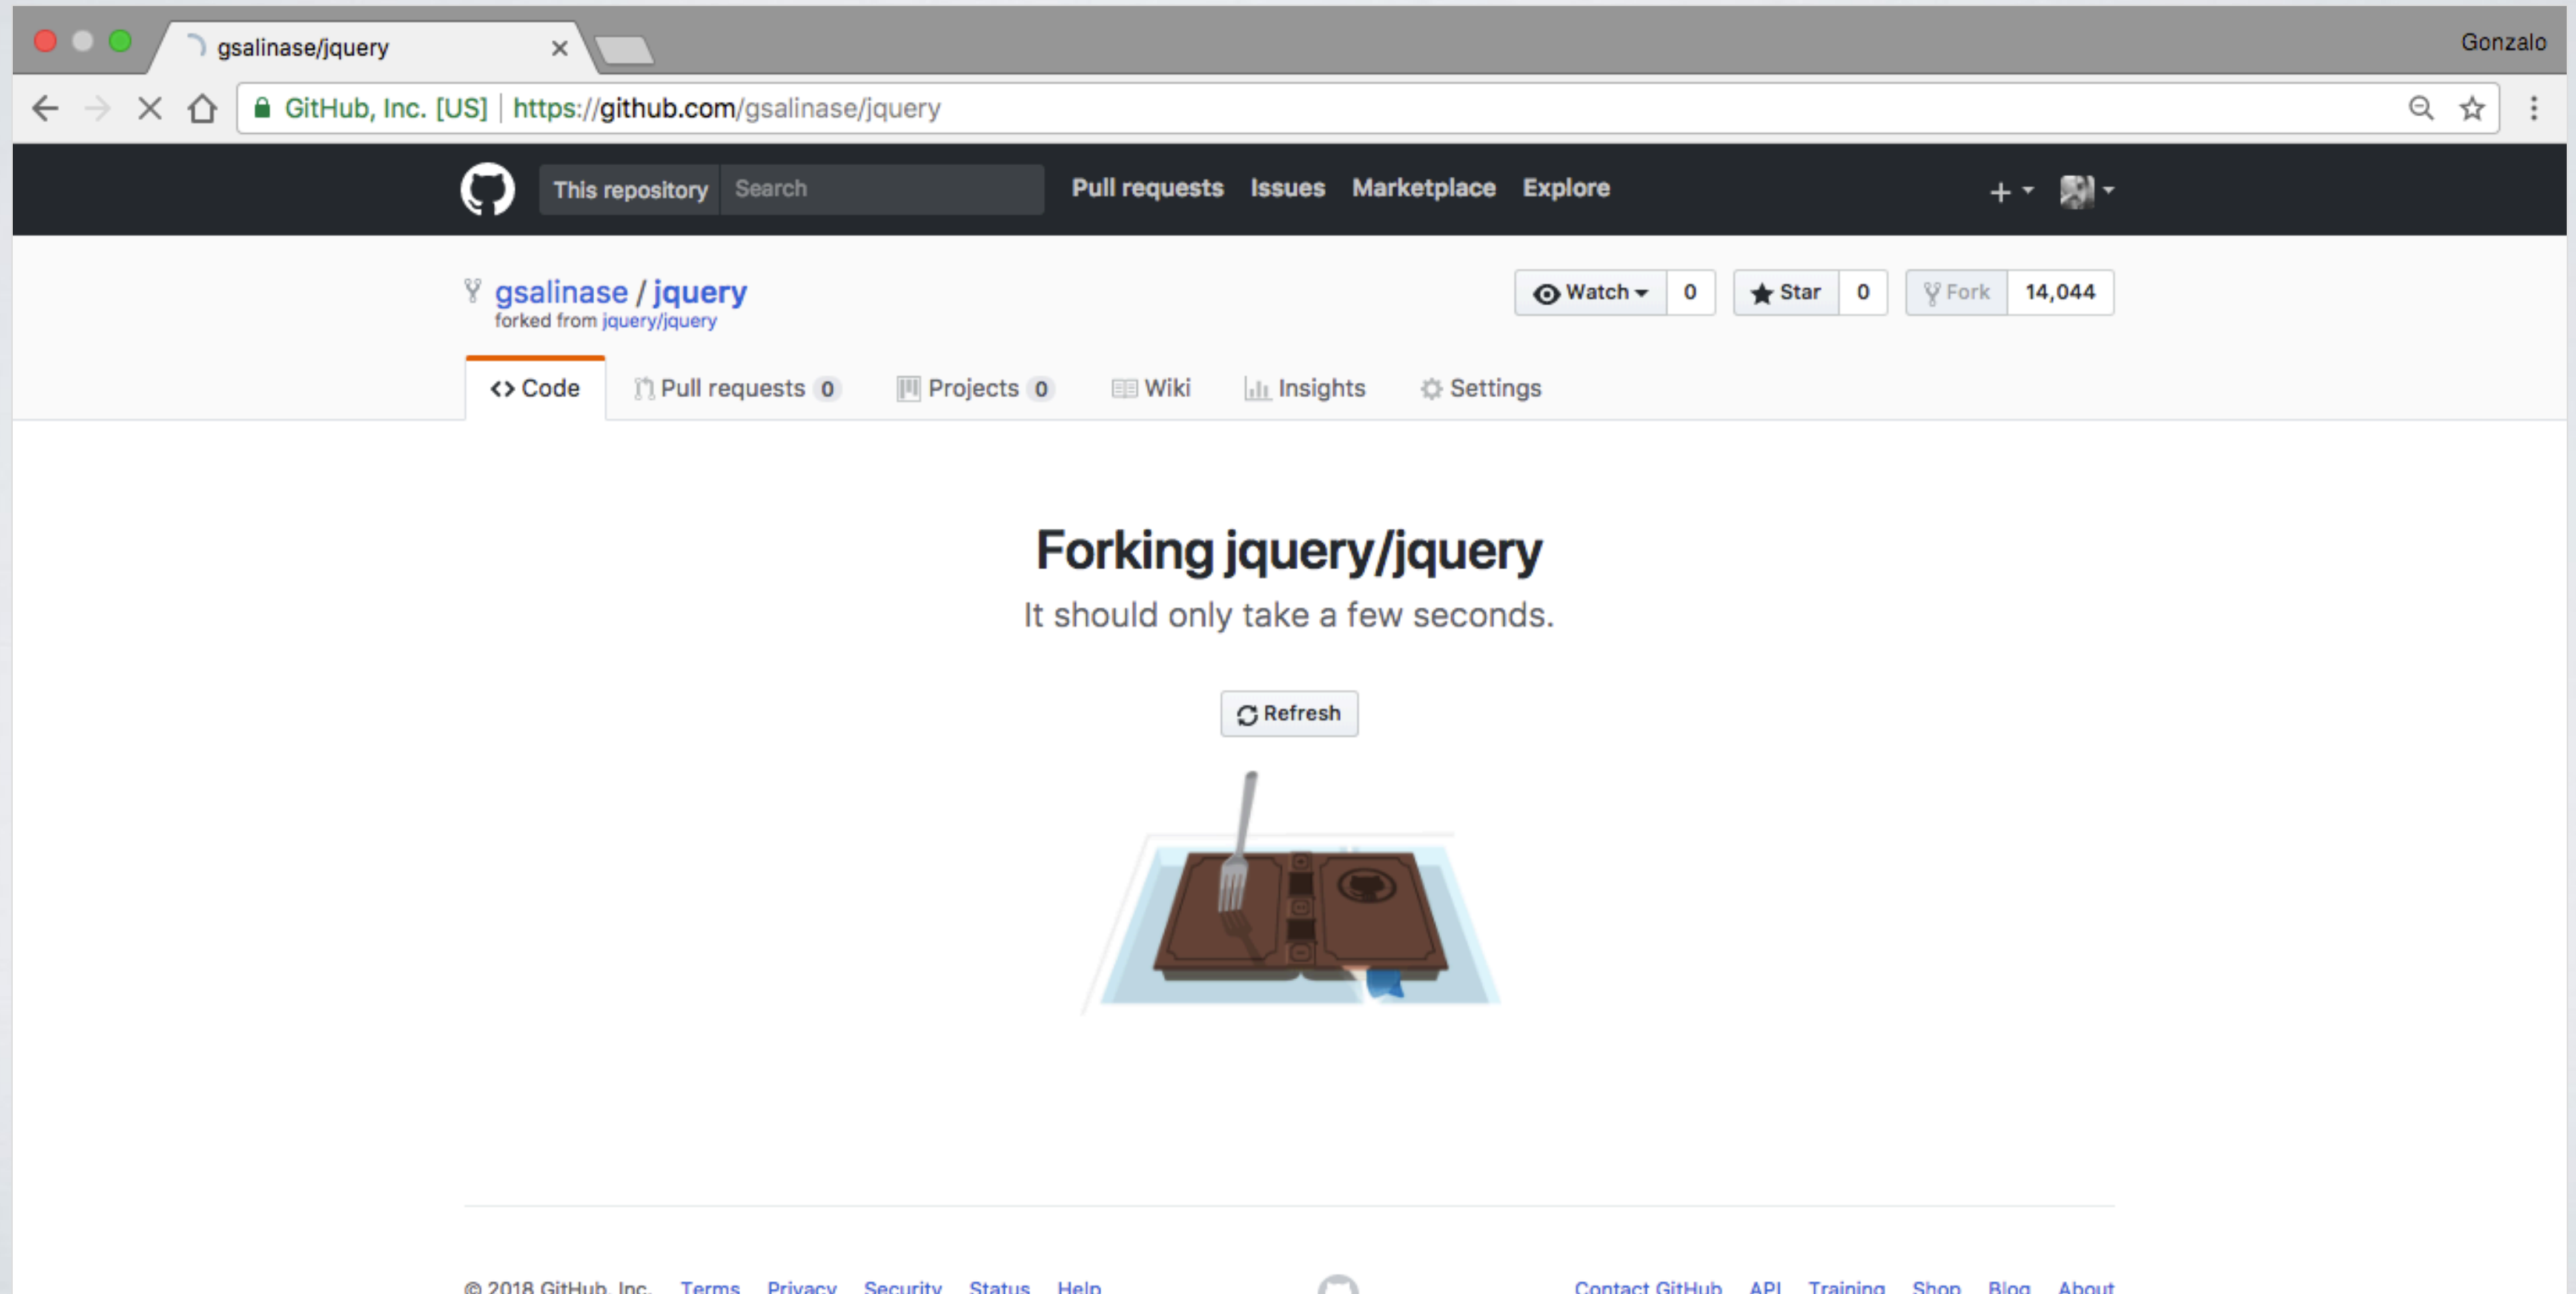 gsalinase/jquery
Gonzalo
GitHub, Inc. [US] https://github.com/gsalinase/jquery
This repository Search Pull requests Issues Marketplace Explore
gsalinase / jquery
Watch 0 Star 0 Fork 14,044
forked from jquery/jquery
Code Pull requests 0 Projects 0 Wiki Insights Settings
Forking jquery/jquery
It should only take a few seconds.
Refresh
© 2018 GitHub, Inc. Terms Privacy Security Status Help Contact GitHub API Training Shop Blog About